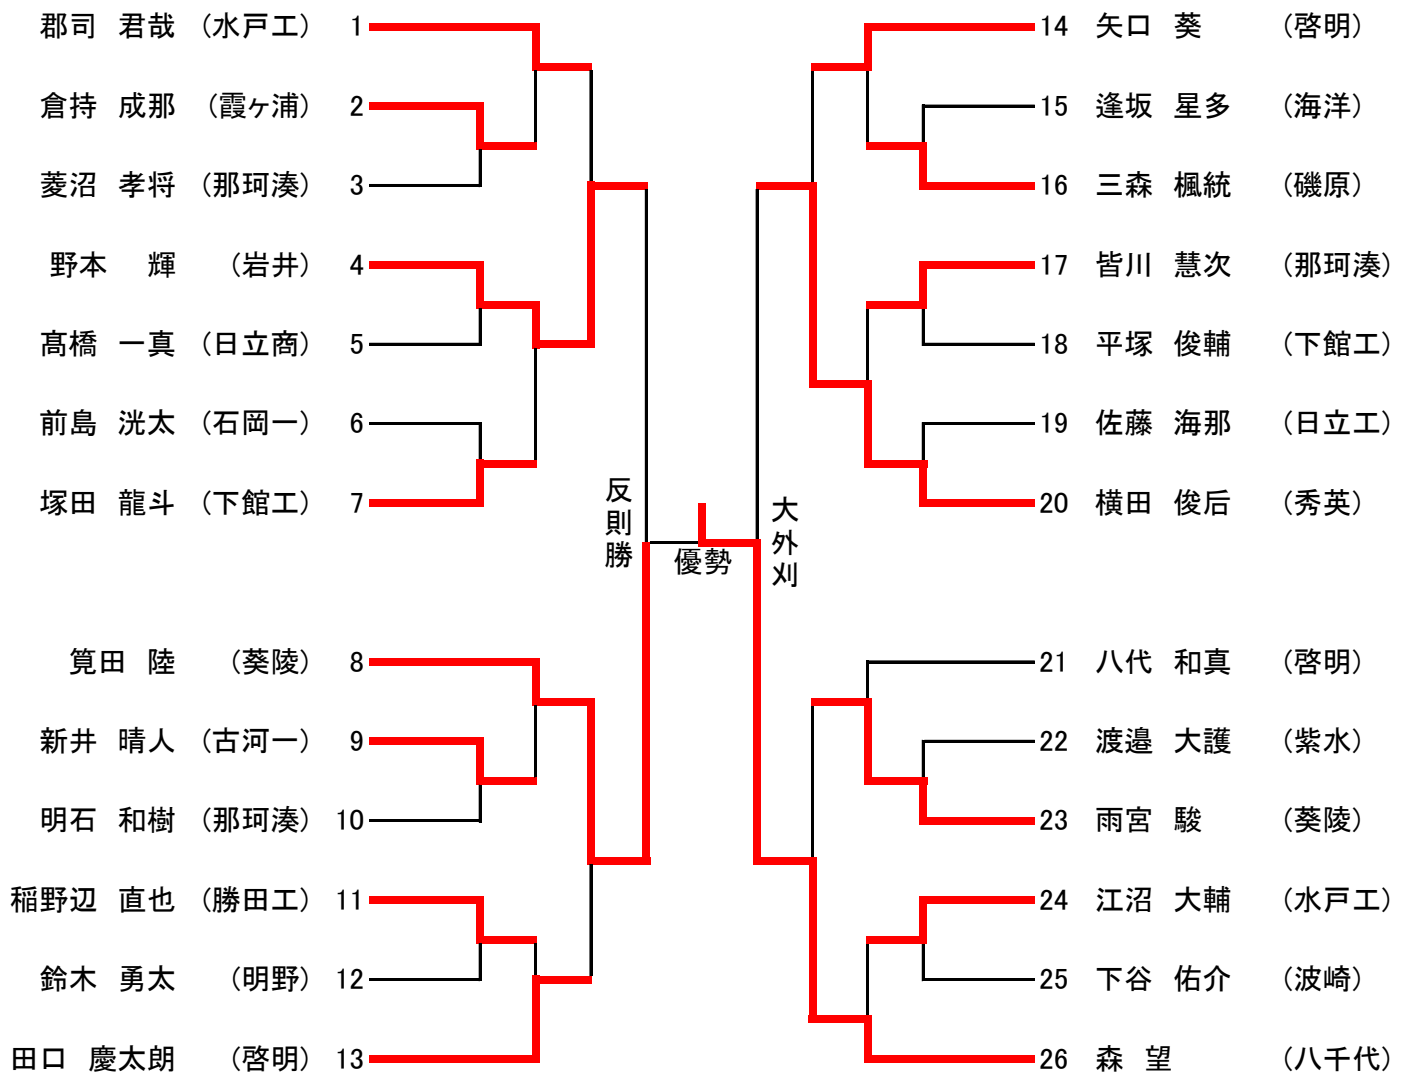 郡司 君哉 （水戸工） 1
倉持 成那 （霞ヶ浦） 2
菱沼 孝将 （那珂湊） 3
野本 輝 （岩井） 4
髙橋 一真 （日立商） 5
前島 洸太 （石岡一） 6
塚田 龍斗 （下館工） 7
筧田 陸 （葵陵） 8
新井 晴人 （古河一） 9
明石 和樹 （那珂湊） 10
稲野辺 直也 （勝田工） 11
鈴木 勇太 （明野） 12
田口 慶太朗 （啓明） 13
反則勝
優勢
大外刈
14 矢口 葵 （啓明）
15 逢坂 星多 （海洋）
16 三森 楓統 （磯原）
17 皆川 慧次 （那珂湊）
18 平塚 俊輔 （下館工）
19 佐藤 海那 （日立工）
20 横田 俊后 （秀英）
21 八代 和真 （啓明）
22 渡邉 大護 （紫水）
23 雨宮 駿 （葵陵）
24 江沼 大輔 （水戸工）
25 下谷 佑介 （波崎）
26 森 望 （八千代）